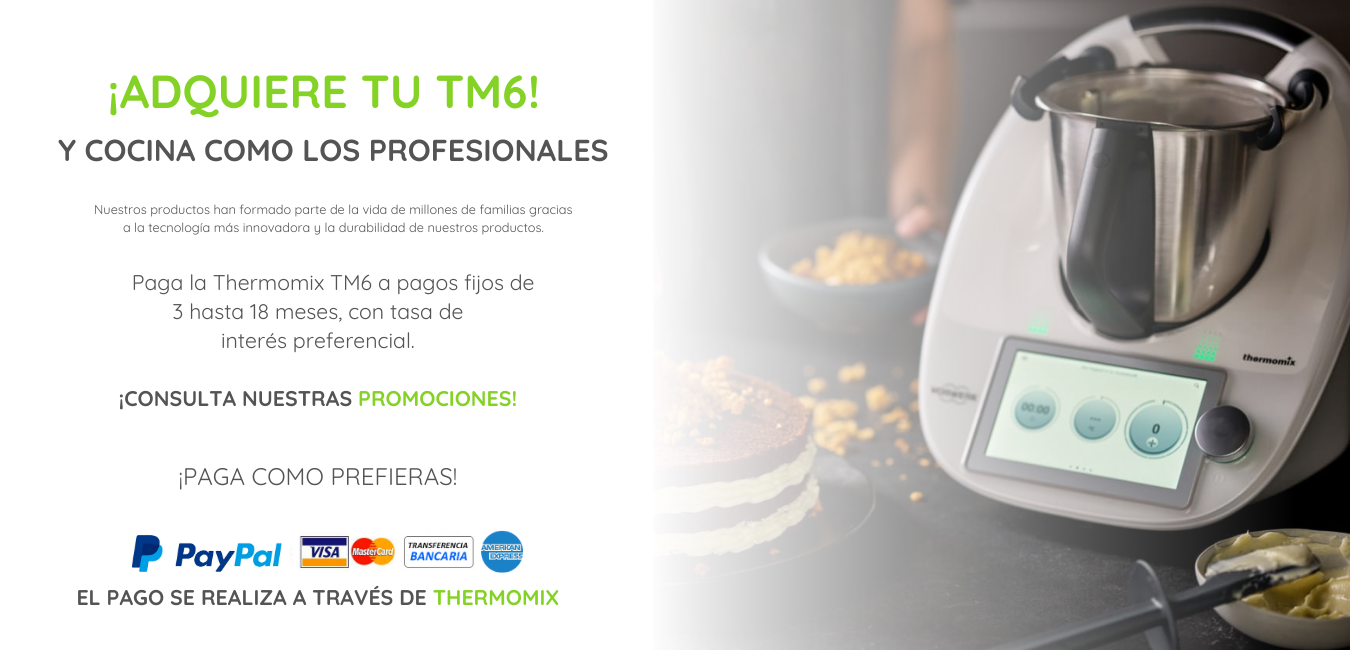 ¡ADQUIERE TU TM6!
Y COCINA COMO LOS PROFESIONALES
Nuestros productos han formado parte de la vida de millones de familias gracias
a la tecnología más innovadora y la durabilidad de nuestros productos.
Paga la Thermomix TM6 a pagos fijos de
3 hasta 18 meses, con tasa de
interés preferencial.
¡CONSULTA NUESTRAS PROMOCIONES!
¡PAGA COMO PREFIERAS!
PayPal
VISA
MasterCard
TRANSFERENCIA
BANCARIA
AMERICAN
EXPRESS
EL PAGO SE REALIZA A TRAVÉS DE THERMOMIX
thermomix
VORWERK
00:00
0